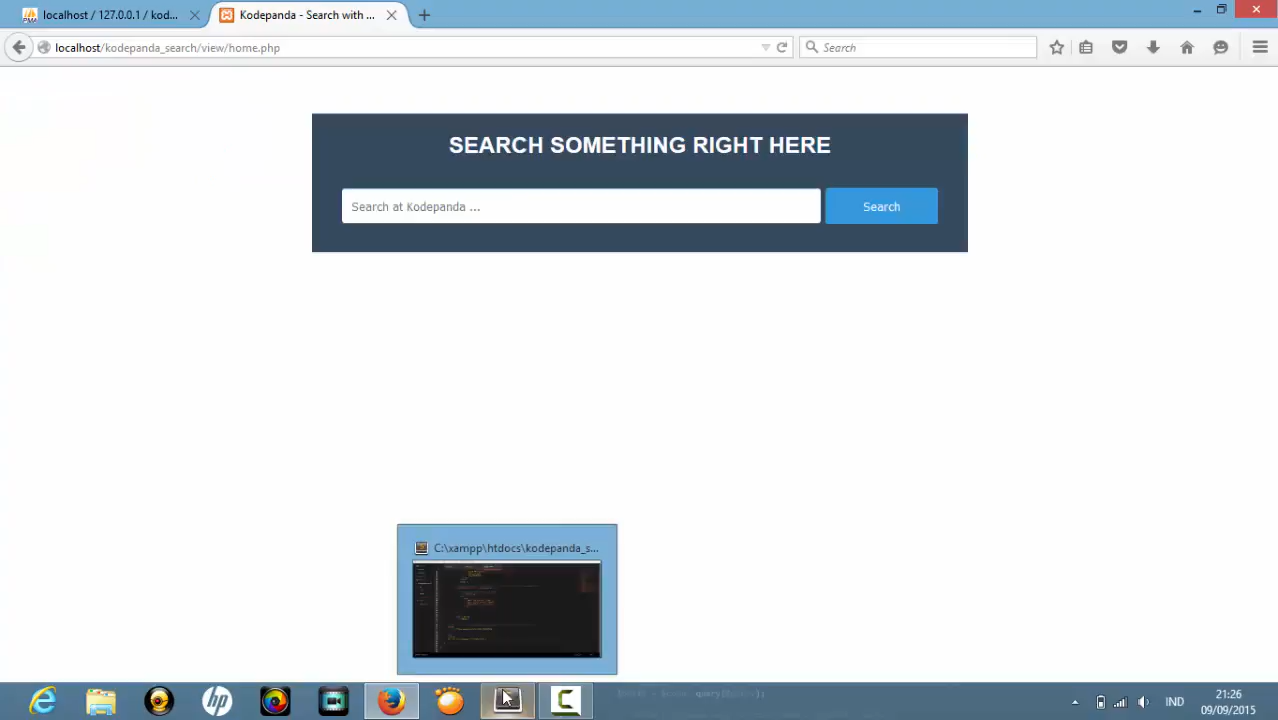 localhost / 127.0.0.1 / kod...
Kodepanda - Search with ...
localhost/kodepanda_search/view/home.php
Search
SEARCH SOMETHING RIGHT HERE
Search at Kodepanda ...
Search
C:\xampp\htdocs\kodepanda_s...
IND
21:26
09/09/2015